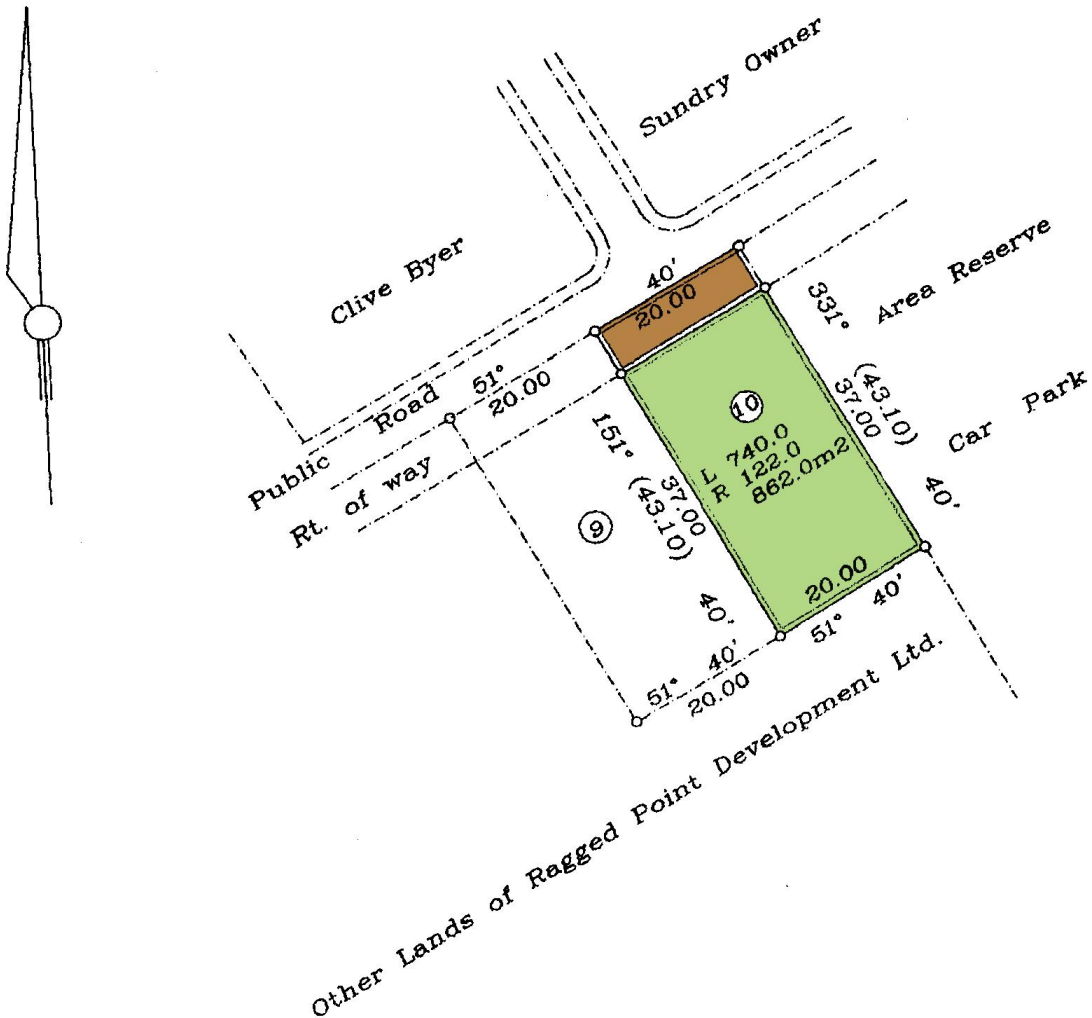 Sundry Owner
Clive Byer
Area Reserve
Car Park
Public Road
Rt. of way
51° 40'
20.00
20.00
331° 40'
(43.10)
37.00
10
L 740.0
R 122.0
862.0m2
151° 40'
37.00
(43.10)
9
20.00
51° 40'
51° 40'
20.00
Other Lands of Ragged Point Development Ltd.